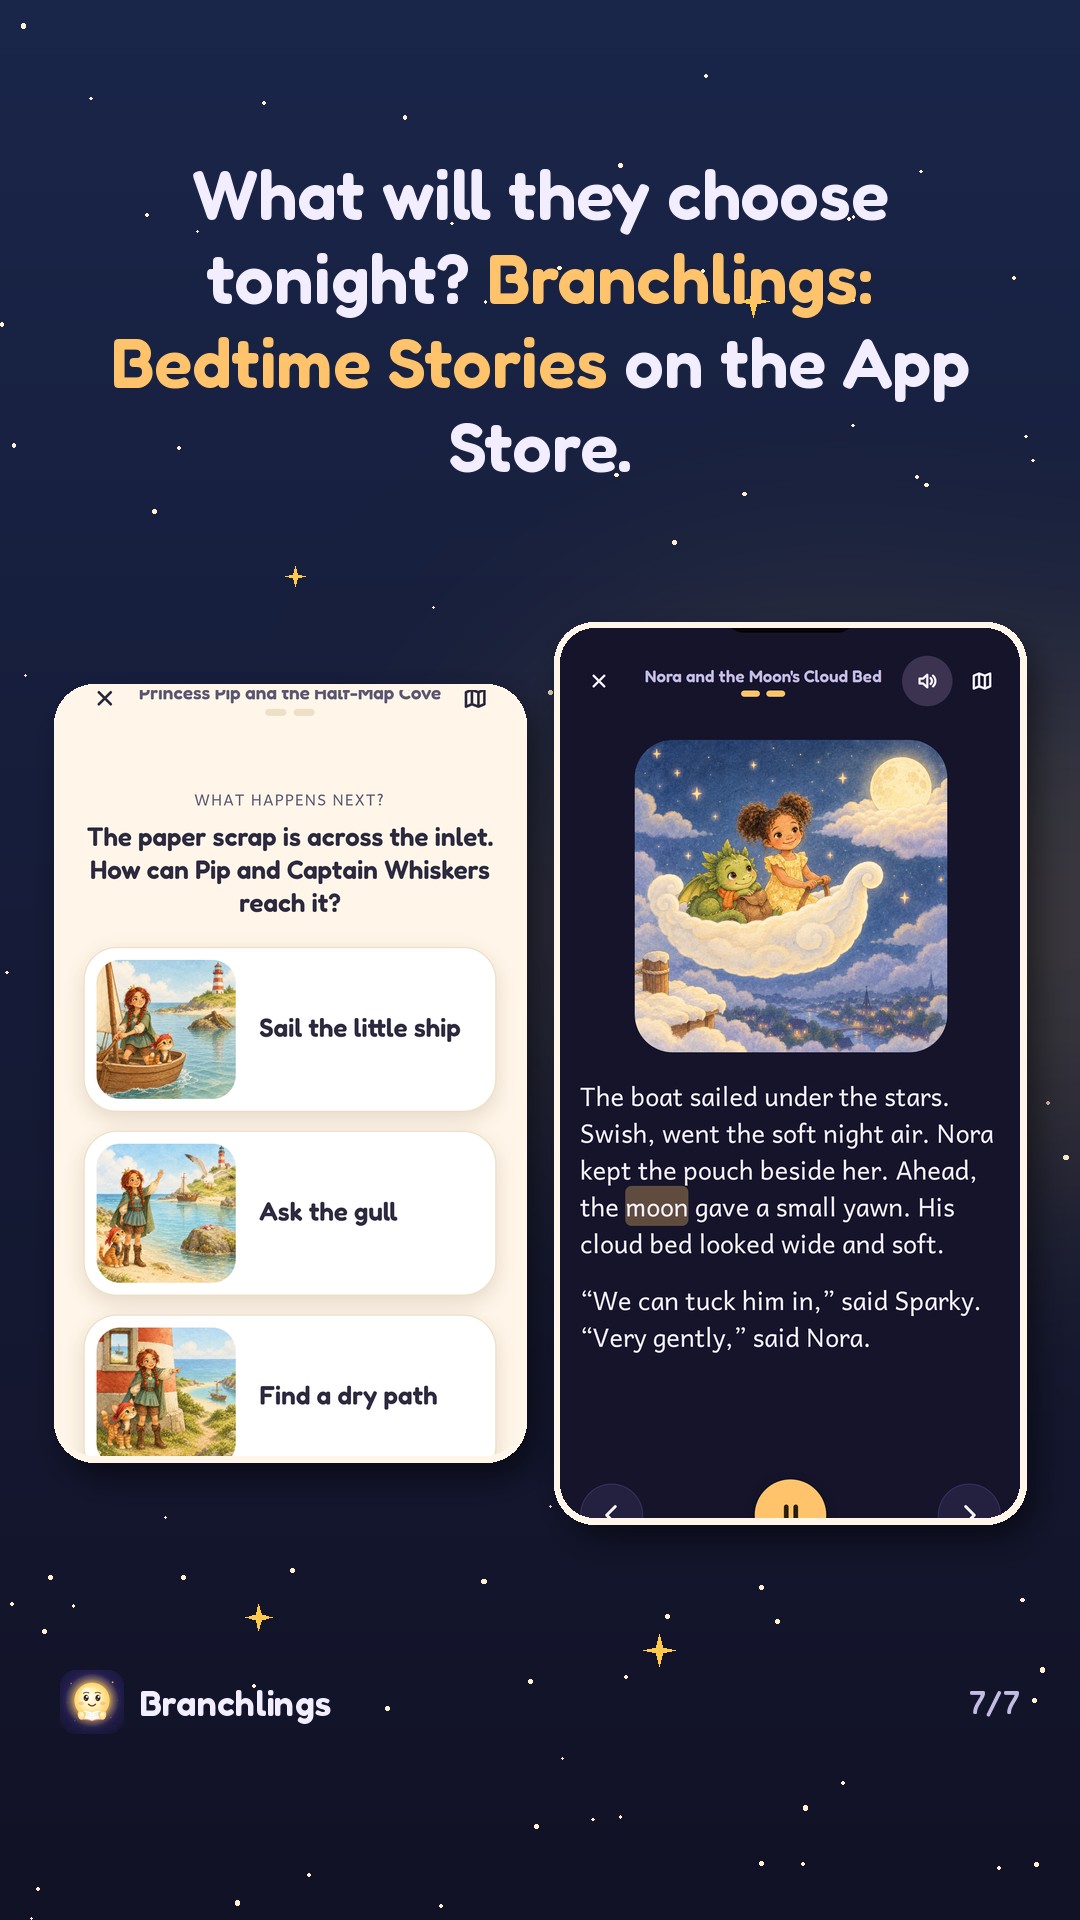 What will they choose
tonight? Branchlings:
Bedtime Stories on the App
Store.
Princess Pip and the Half-Map Cove
WHAT HAPPENS NEXT?
The paper scrap is across the inlet.
How can Pip and Captain Whiskers
reach it?
Sail the little ship
Ask the gull
Find a dry path
Nora and the Moon's Cloud Bed
The boat sailed under the stars.
Swish, went the soft night air. Nora
kept the pouch beside her. Ahead,
the moon gave a small yawn. His
cloud bed looked wide and soft.
“We can tuck him in,” said Sparky.
“Very gently,” said Nora.
Branchlings
7/7